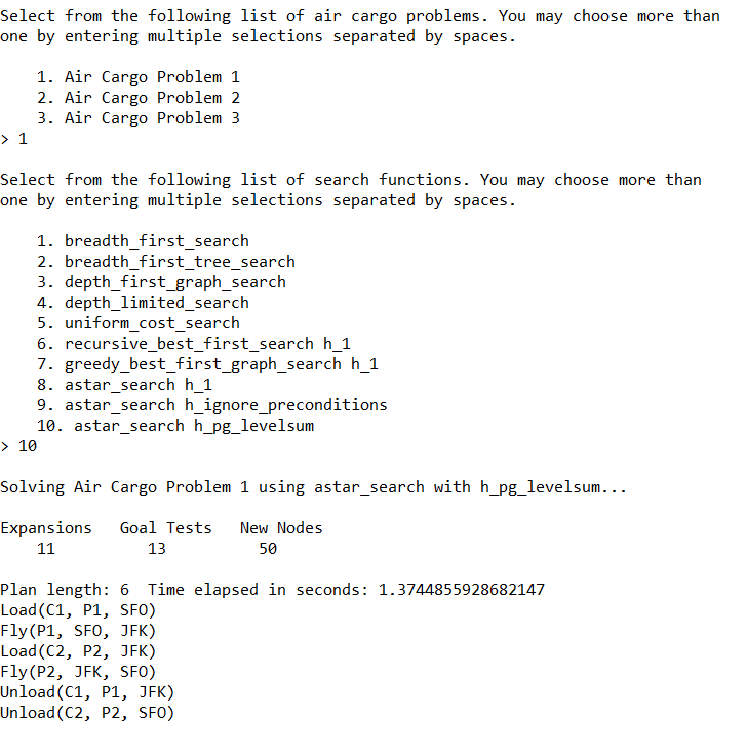 Select from the following list of air cargo problems. You may choose more than
one by entering multiple selections separated by spaces.
1. Air Cargo Problem 1
2. Air Cargo Problem 2
3. Air Cargo Problem 3
> 1
Select from the following list of search functions. You may choose more than
one by entering multiple selections separated by spaces.
1. breadth_first_search
2. breadth_first_tree_search
3. depth_first_graph_search
4. depth_limited_search
5. uniform_cost_search
6. recursive_best_first_search h_1
7. greedy_best_first_graph_search h_1
8. astar_search h_1
9. astar_search h_ignore_preconditions
10. astar_search h_pg_levelsum
> 10
Solving Air Cargo Problem 1 using astar_search with h_pg_levelsum...
Expansions   Goal Tests   New Nodes
11          13          50
Plan length: 6  Time elapsed in seconds: 1.3744855928682147
Load(C1, P1, SFO)
Fly(P1, SFO, JFK)
Load(C2, P2, JFK)
Fly(P2, JFK, SFO)
Unload(C1, P1, JFK)
Unload(C2, P2, SFO)